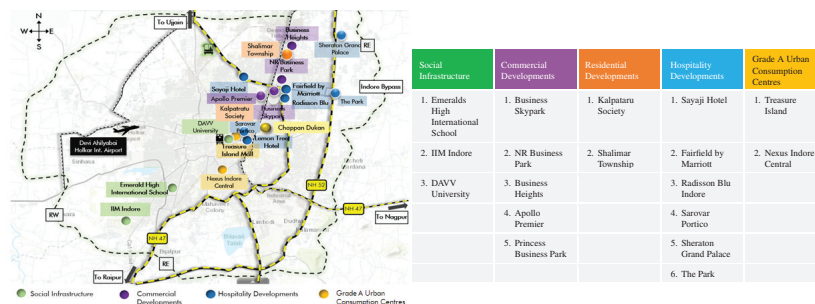 To Ujjain
N
W
E
S
Business
Heights
Shalimar
Township
Sheraton Grand
Palace
RE
NR Business
Park
Indore Bypass
Sayaji Hotel
Fairfield by
Marriott
Apollo Premier
Radisson Blu
The Park
Kalpatratu
Society
Business
Skypark
DAVV
University
Sarovar
Portico
Chappan Dukan
Lemon Tree
Hotel
Treasure
Island Mall
Devi Ahilyabai
Holkar Int. Airport
Nexus Indore
Central
Emerald High
International School
NH 52
IIM Indore
RW
NH 47
To Nagpur
NH 47
RE
To Raipur
Social Infrastructure
Commercial
Developments
Hospitality Developments
Grade A Urban
Consumption Centres
Social
Infrastructure
Commercial
Developments
Residential
Developments
Hospitality
Developments
Grade A Urban
Consumption
Centres
1. Emeralds
High
International
School
1. Business
Skypark
1. Kalpataru
Society
1. Sayaji Hotel
1. Treasure
Island
2. IIM Indore
2. NR Business
Park
2. Shalimar
Township
2. Fairfield by
Marriott
2. Nexus Indore
Central
3. DAVV
University
3. Business
Heights
3. Radisson Blu
Indore
4. Apollo
Premier
4. Sarovar
Portico
5. Princess
Business Park
5. Sheraton
Grand Palace
6. The Park